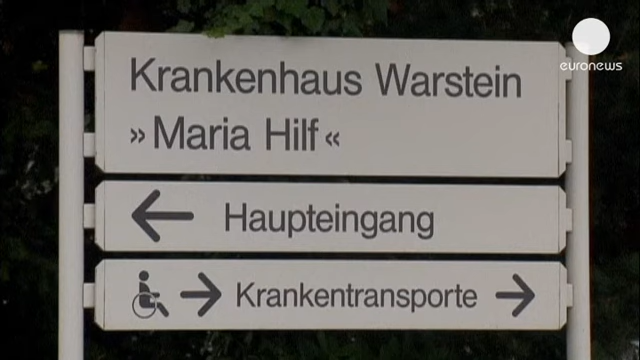 euronews
Krankenhaus Warstein
»Maria Hilf«
← Haupteingang
→ Krankentransporte →